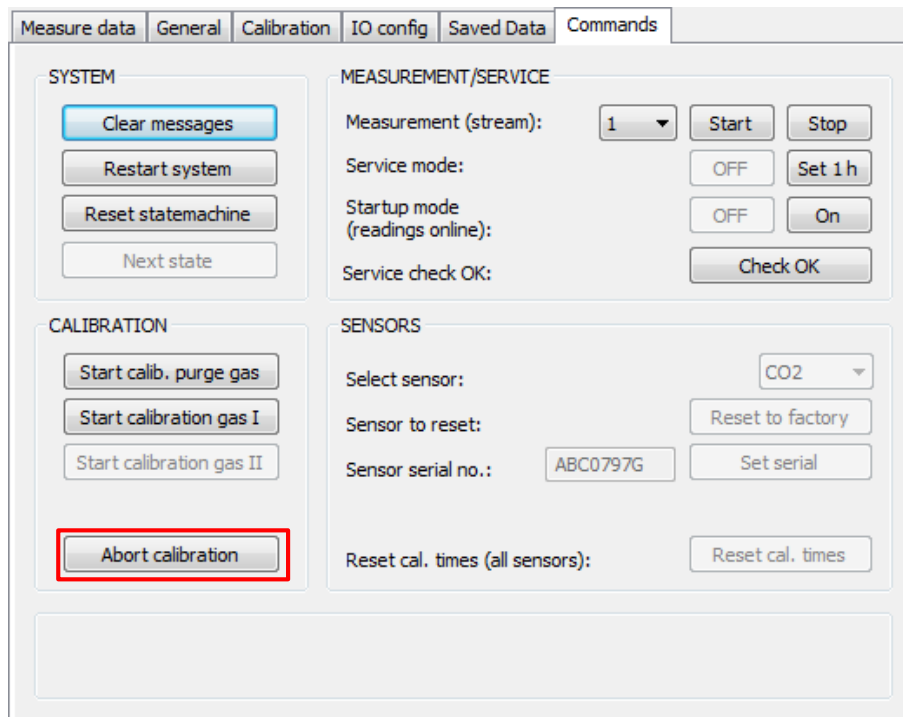 Measure data
General
Calibration
IO config
Saved Data
Commands
SYSTEM
Clear messages
Restart system
Reset statemachine
Next state
MEASUREMENT/SERVICE
Measurement (stream):
1
Start
Stop
Service mode:
OFF
Set 1 h
Startup mode
(readings online):
OFF
On
Service check OK:
Check OK
CALIBRATION
Start calib. purge gas
Start calibration gas I
Start calibration gas II
Abort calibration
SENSORS
Select sensor:
CO2
Sensor to reset:
Reset to factory
Sensor serial no.:
ABC0797G
Set serial
Reset cal. times (all sensors):
Reset cal. times